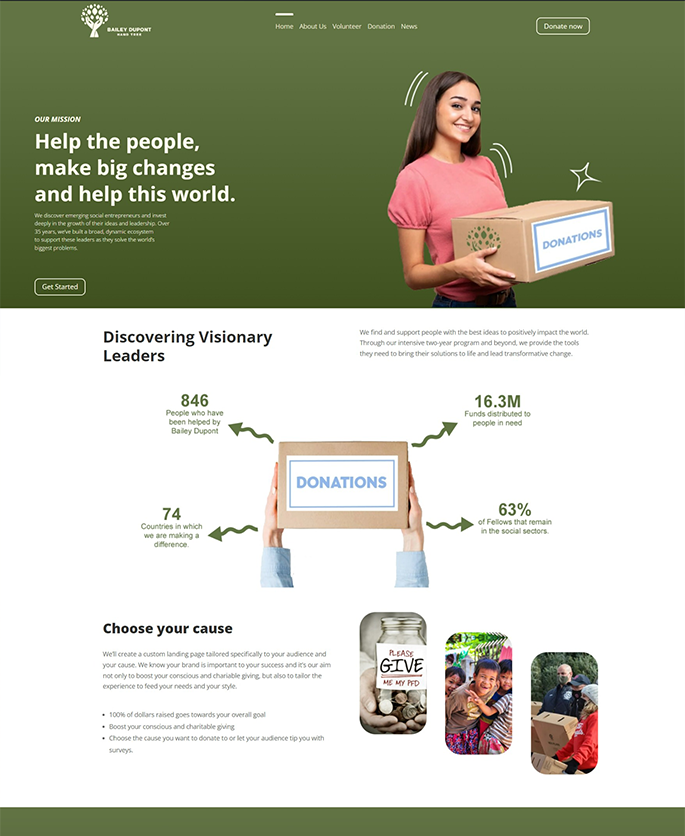 BAILEY DUPONT
HAWK TREE
Home About Us Volunteer Donation News
Donate now
OUR MISSION
Help the people,
make big changes
and help this world.
We discover emerging social entrepreneurs and invest
deeply in the growth of their ideas and leadership. Over
35 years, we've built a broad, dynamic ecosystem
to support these leaders as they solve the world's
biggest problems.
Get Started
DONATIONS
Discovering Visionary
Leaders
We find and support people with the best ideas to positively impact the world.
Through our intensive two-year program and beyond, we provide the tools
they need to bring their solutions to life and lead transformative change.
846
People who have
been helped by
Bailey Dupont
16.3M
Funds distributed to
people in need
DONATIONS
74
Countries in which
we are making a
difference.
63%
of Fellows that remain
in the social sectors.
Choose your cause
We'll create a custom landing page tailored specifically to your audience and
your cause. We know your brand is important to your success and it's our aim
not only to boost your conscious and chariable giving, but also to tailor the
experience to feed your needs and your style.
100% of dollars raised goes towards your overall goal
Boost your conscious and charitable giving
Choose the cause you want to donate to or let your audience tip you with
surveys.
PLEASE
GIVE
ME MY PFD